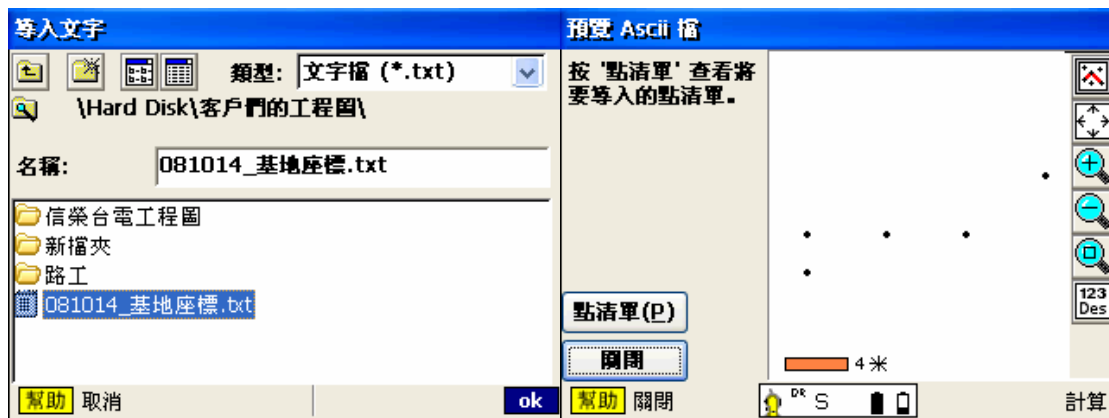 導入文字
類型: 文字檔 (*.txt)
\Hard Disk\客戶們的工程圖\
名稱: 081014_基地座標.txt
信榮台電工程圖
新檔夾
路工
081014_基地座標.txt
幫助 取消 ok
預覽 Ascii 檔
按 '點清單' 查看將
要導入的點清單。
點清單(P)
關閉
4 米
123
Des
幫助 關閉 DR S 計算